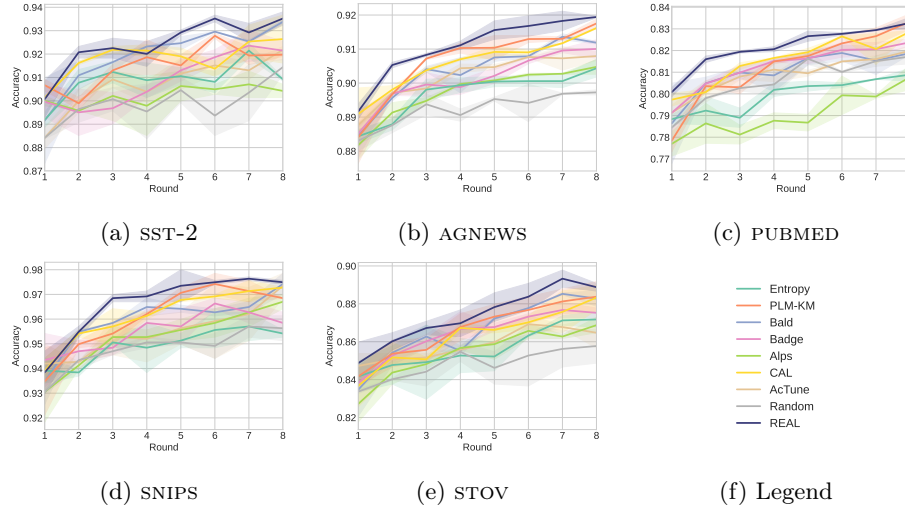 0.94
0.93
0.92
0.91
0.90
0.89
0.88
0.87
Accuracy
1 2 3 4 5 6 7 8
Round
(a) SST-2
0.92
0.91
0.90
0.89
0.88
Accuracy
1 2 3 4 5 6 7 8
Round
(b) AGNEWS
0.84
0.83
0.82
0.81
0.80
0.79
0.78
0.77
Accuracy
1 2 3 4 5 6 7
Round
(c) PUBMED
0.98
0.97
0.96
0.95
0.94
0.93
0.92
Accuracy
1 2 3 4 5 6 7 8
Round
(d) SNIPS
0.90
0.88
0.86
0.84
0.82
Accuracy
1 2 3 4 5 6 7 8
Round
(e) STOV
Entropy
PLM-KM
Bald
Badge
Alps
CAL
AcTune
Random
REAL
(f) Legend